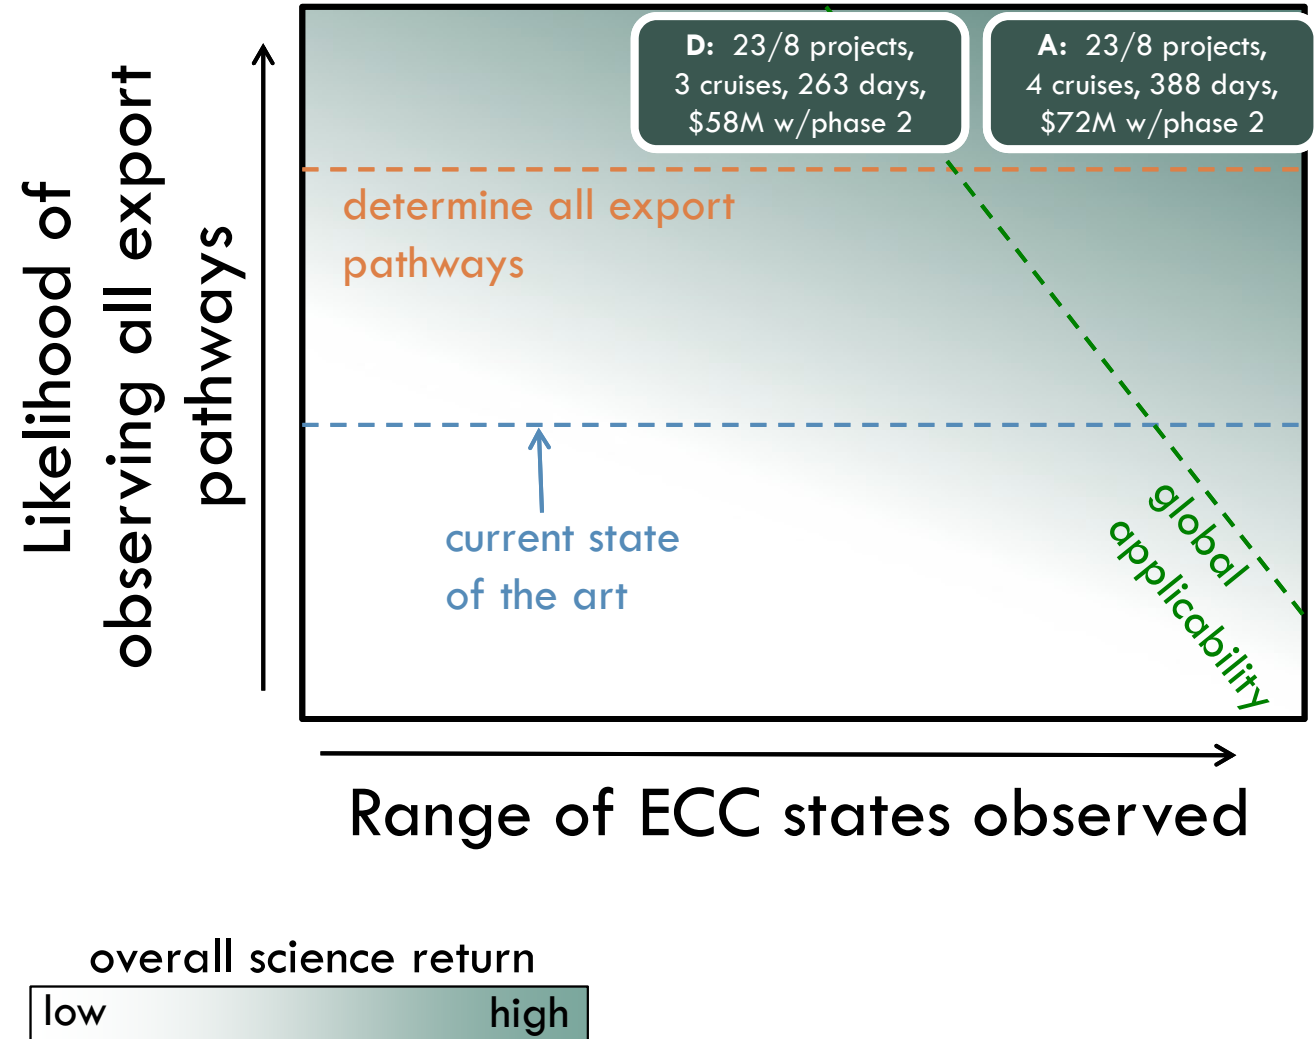 Likelihood of
observing all export
pathways
D: 23/8 projects,
3 cruises, 263 days,
$58M w/phase 2
A: 23/8 projects,
4 cruises, 388 days,
$72M w/phase 2
determine all export
pathways
current state
of the art
global
applicability
Range of ECC states observed
overall science return
low
high